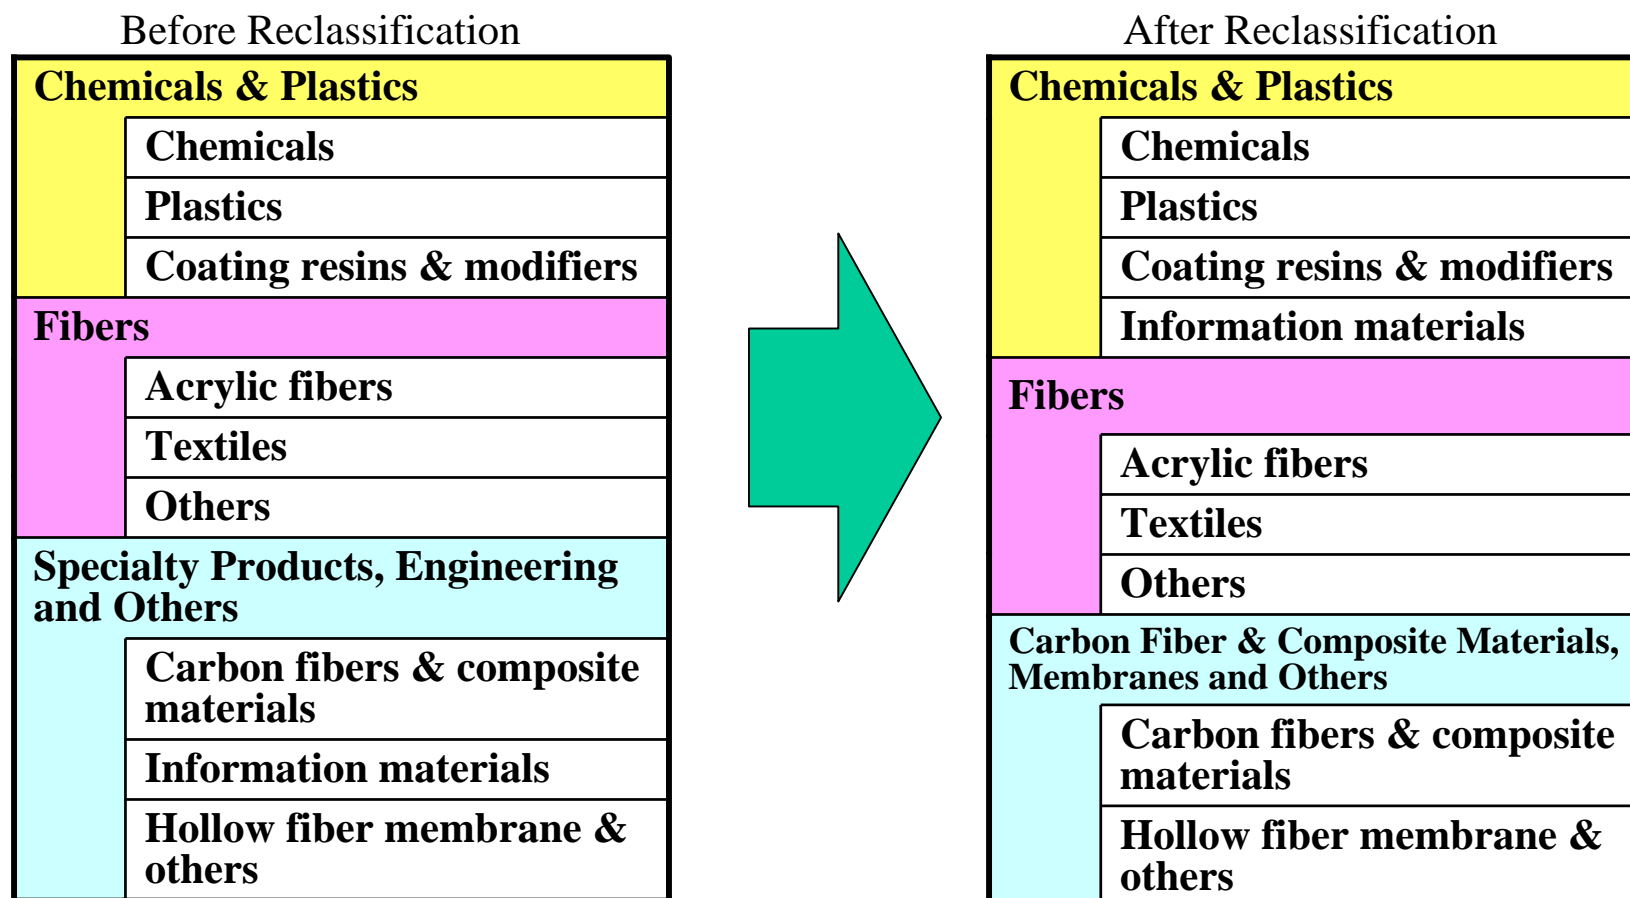 Before Reclassification
Chemicals & Plastics
Chemicals
Plastics
Coating resins & modifiers
Fibers
Acrylic fibers
Textiles
Others
Specialty Products, Engineering
and Others
Carbon fibers & composite
materials
Information materials
Hollow fiber membrane &
others
After Reclassification
Chemicals & Plastics
Chemicals
Plastics
Coating resins & modifiers
Information materials
Fibers
Acrylic fibers
Textiles
Others
Carbon Fiber & Composite Materials,
Membranes and Others
Carbon fibers & composite
materials
Hollow fiber membrane &
others